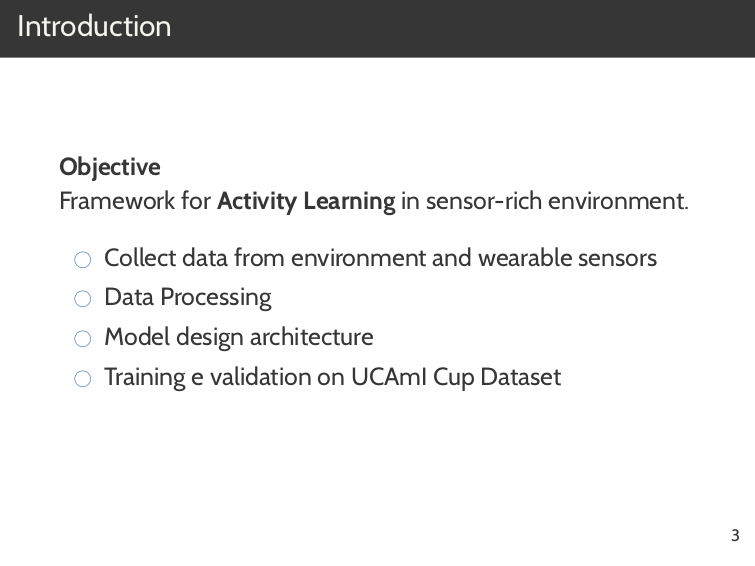 Introduction
Objective
Framework for Activity Learning in sensor-rich environment.
Collect data from environment and wearable sensors
Data Processing
Model design architecture
Training e validation on UCAmI Cup Dataset
3